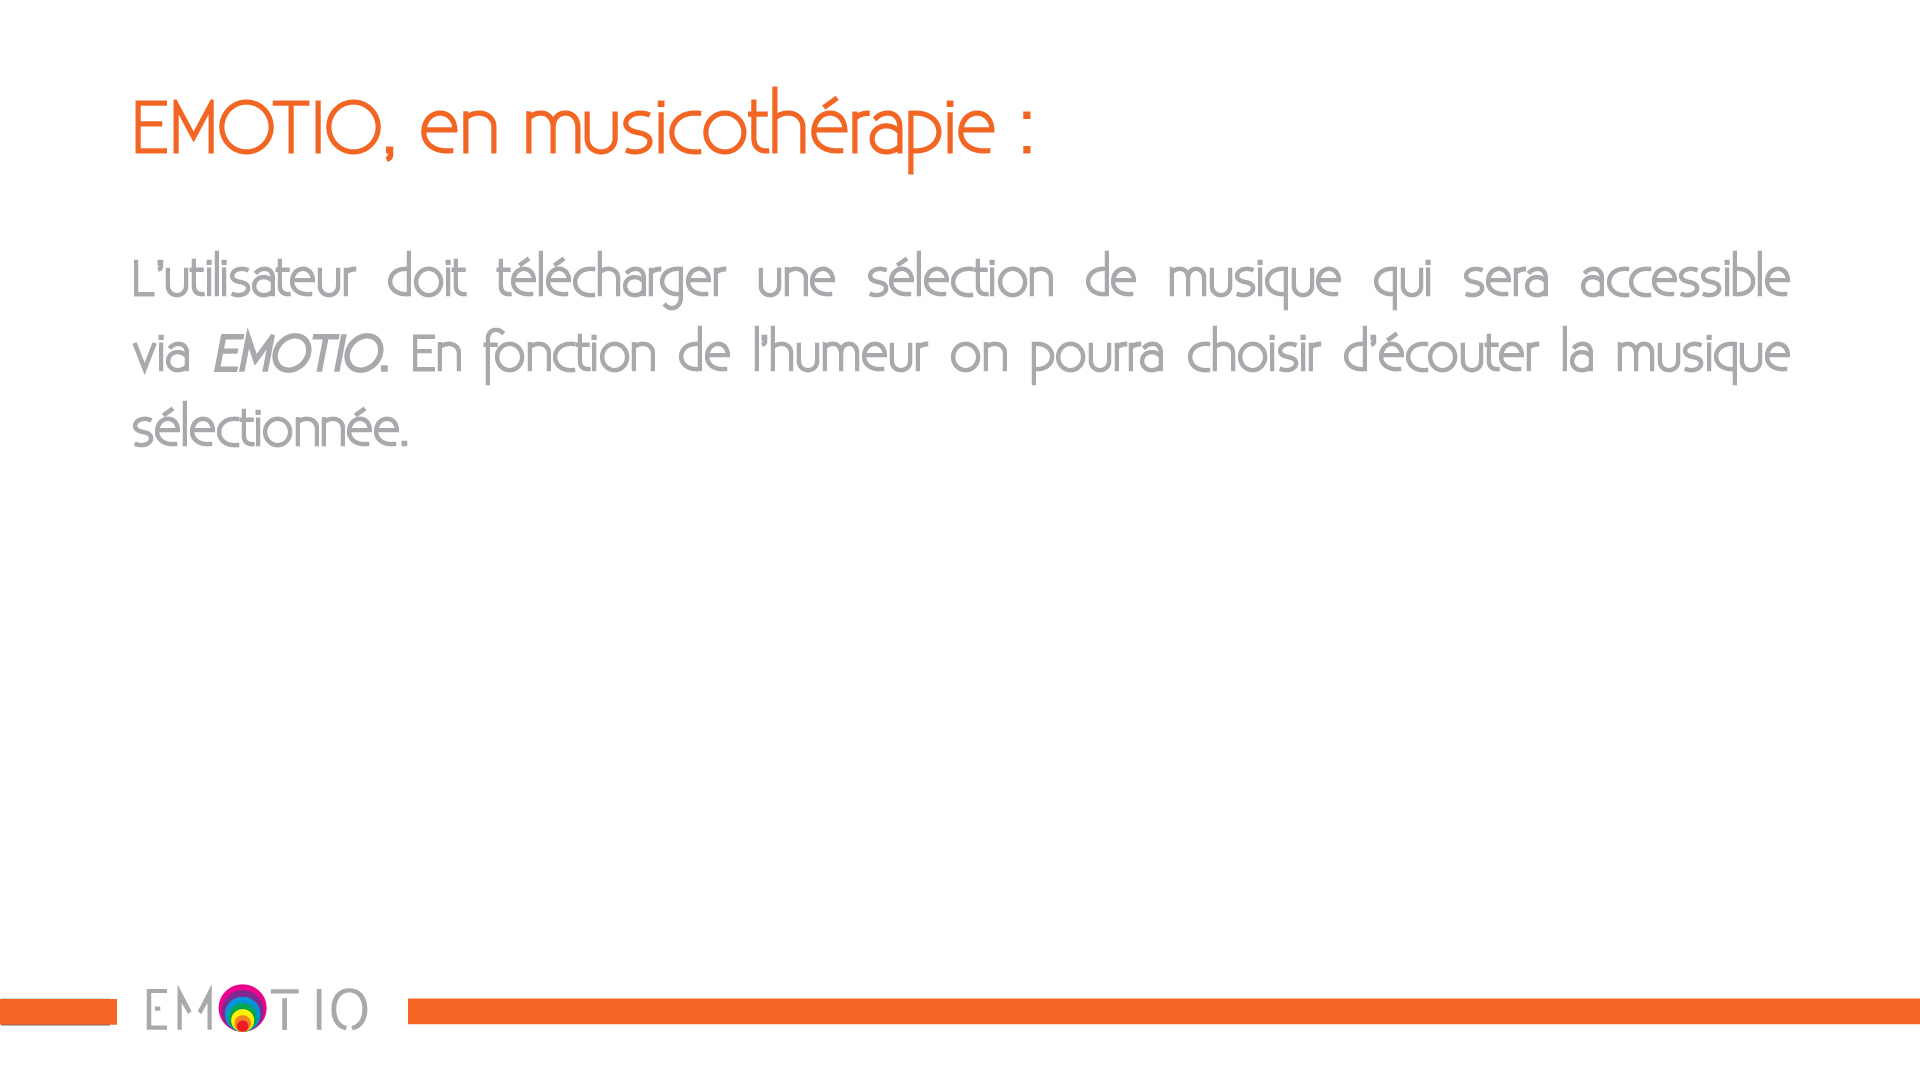 EMOTIO, en musicothérapie :
L'utilisateur doit télécharger une sélection de musique qui sera accessible
via EMOTIO. En fonction de l'humeur on pourra choisir d'écouter la musique
sélectionnée.
EMOTIO